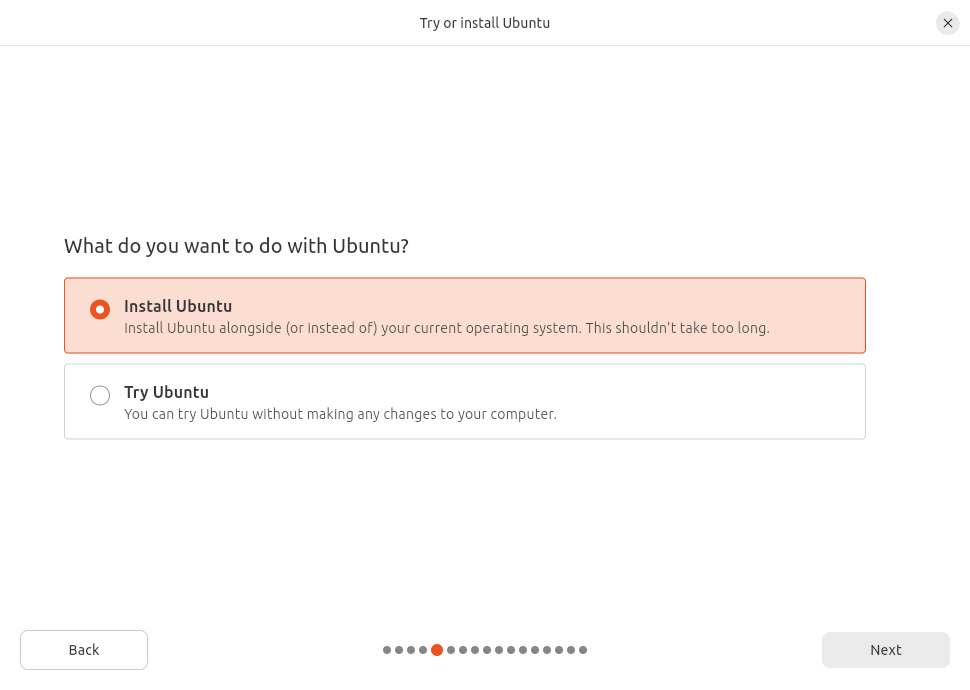 Try or install Ubuntu
What do you want to do with Ubuntu?
Install Ubuntu
Install Ubuntu alongside (or instead of) your current operating system. This shouldn't take too long.
Try Ubuntu
You can try Ubuntu without making any changes to your computer.
Back
Next